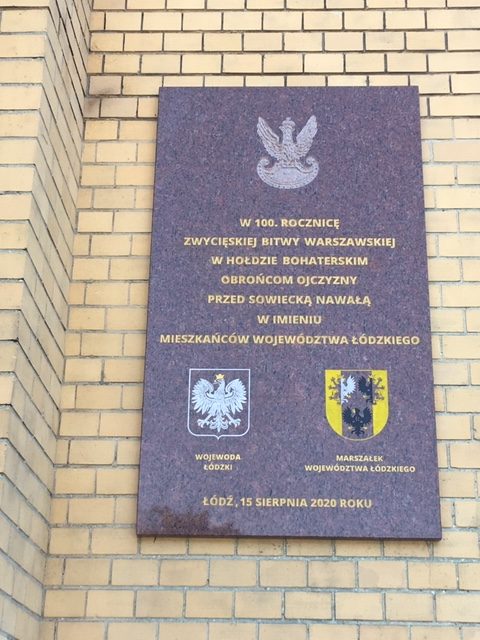 W 100. ROCZNICĘ
ZWYCIĘSKIEJ BITWY WARSZAWSKIEJ
W HOŁDZIE BOHATERSKIM
OBROŃCOM OJCZYZNY
PRZED SOWIECKĄ NAWAŁĄ
W IMIENIU
MIESZKAŃCÓW WOJEWÓDZTWA ŁÓDZKIEGO
WOJEWODA
ŁÓDZKI
MARSZAŁEK
WOJEWÓDZTWA ŁÓDZKIEGO
ŁÓDŹ, 15 SIERPNIA 2020 ROKU